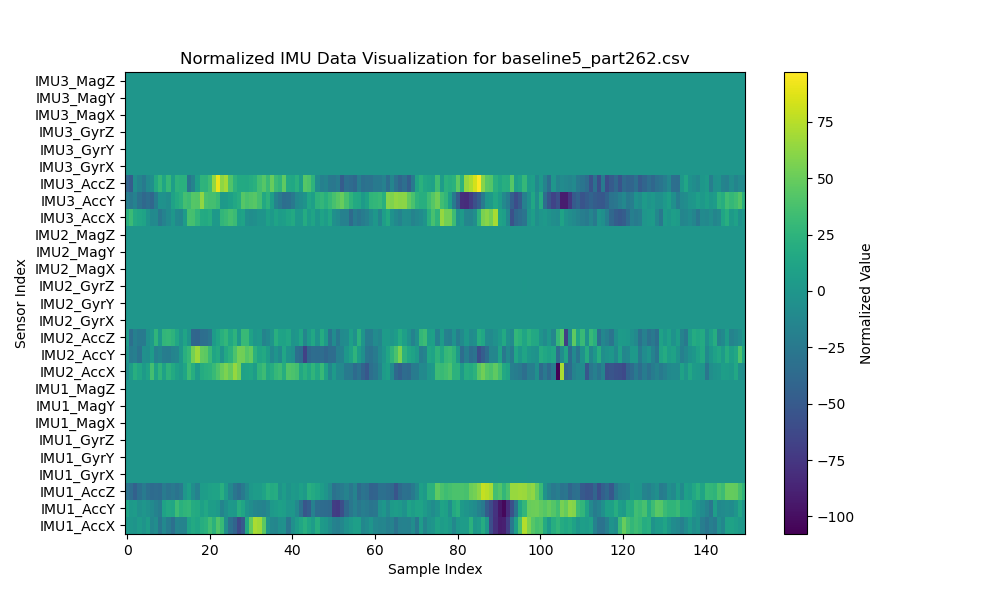 Normalized IMU Data Visualization for baseline5_part262.csv
IMU3_MagZ
IMU3_MagY
IMU3_MagX
IMU3_GyrZ
IMU3_GyrY
IMU3_GyrX
IMU3_AccZ
IMU3_AccY
IMU3_AccX
IMU2_MagZ
IMU2_MagY
IMU2_MagX
IMU2_GyrZ
IMU2_GyrY
IMU2_GyrX
IMU2_AccZ
IMU2_AccY
IMU2_AccX
IMU1_MagZ
IMU1_MagY
IMU1_MagX
IMU1_GyrZ
IMU1_GyrY
IMU1_GyrX
IMU1_AccZ
IMU1_AccY
IMU1_AccX
Sensor Index
0 20 40 60 80 100 120 140
Sample Index
75
50
25
0
−25
−50
−75
−100
Normalized Value